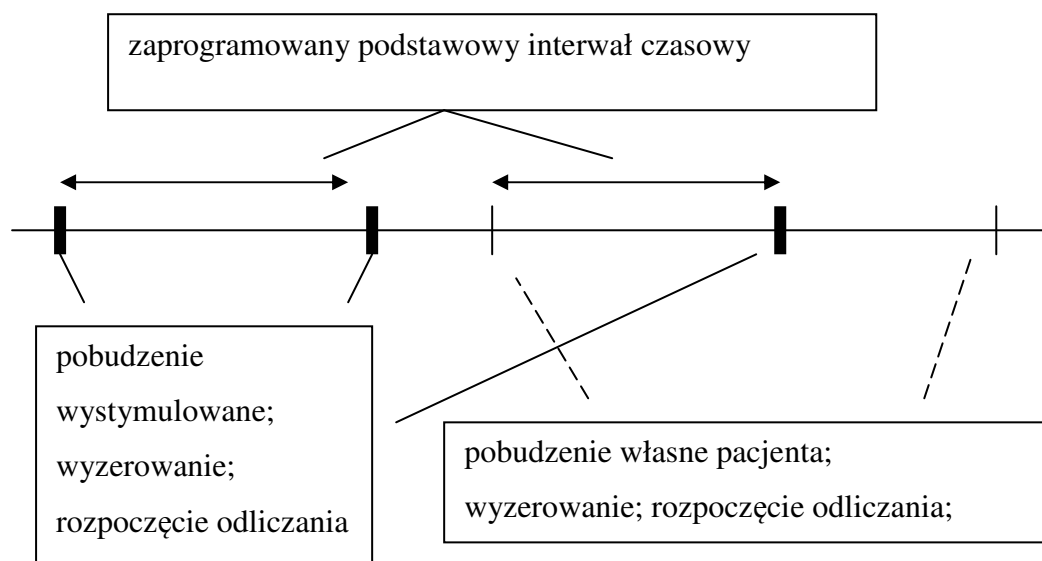 zaprogramowany podstawowy interwał czasowy
pobudzenie
wystymulowane;
wyzerowanie;
rozpoczęcie odliczania
pobudzenie własne pacjenta;
wyzerowanie; rozpoczęcie odliczania;